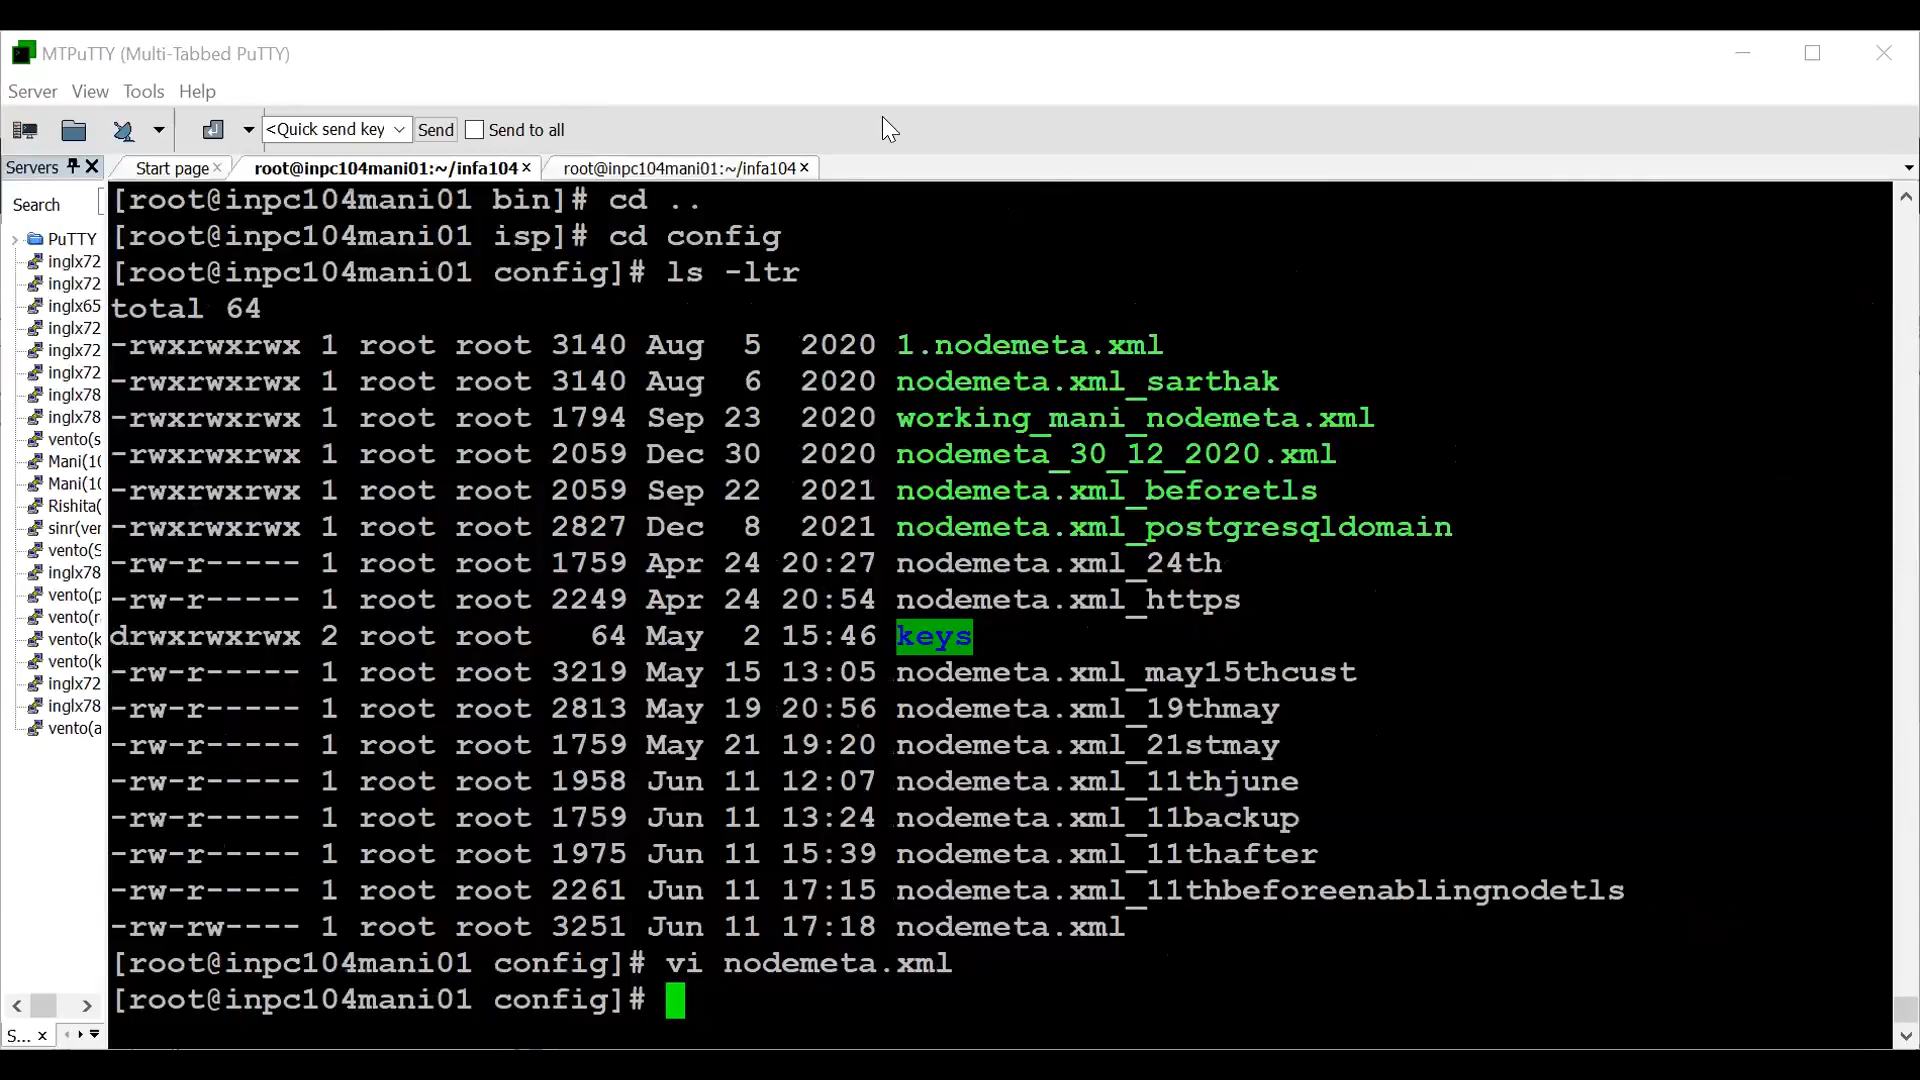 MTPuTTY (Multi-Tabbed PuTTY)
Server View Tools Help
<Quick send key Send Send to all
Servers Start page root@inpc104mani01:~/infa104 root@inpc104mani01:~/infa104
Search
PuTTY
inglx72
inglx72
inglx65
inglx72
inglx72
inglx72
inglx78
inglx78
vento(s
Mani(10
Mani(10
Rishita(
sinr(ver
vento(S
inglx78
vento(p
vento(r
vento(k
vento(k
inglx72
inglx78
vento(a
S...
[root@inpc104mani01 bin]# cd ..
[root@inpc104mani01 isp]# cd config
[root@inpc104mani01 config]# ls -ltr
total 64
-rwxrwxrwx 1 root root 3140 Aug 5 2020 1.nodemeta.xml
-rwxrwxrwx 1 root root 3140 Aug 6 2020 nodemeta.xml_sarthak
-rwxrwxrwx 1 root root 1794 Sep 23 2020 working_mani_nodemeta.xml
-rwxrwxrwx 1 root root 2059 Dec 30 2020 nodemeta_30_12_2020.xml
-rwxrwxrwx 1 root root 2059 Sep 22 2021 nodemeta.xml_beforetls
-rwxrwxrwx 1 root root 2827 Dec 8 2021 nodemeta.xml_postgresqldomain
-rw-r----- 1 root root 1759 Apr 24 20:27 nodemeta.xml_24th
-rw-r----- 1 root root 2249 Apr 24 20:54 nodemeta.xml_https
drwxrwxrwx 2 root root 64 May 2 15:46 keys
-rw-r----- 1 root root 3219 May 15 13:05 nodemeta.xml_may15thcust
-rw-r----- 1 root root 2813 May 19 20:56 nodemeta.xml_19thmay
-rw-r----- 1 root root 1759 May 21 19:20 nodemeta.xml_21stmay
-rw-r----- 1 root root 1958 Jun 11 12:07 nodemeta.xml_11thjune
-rw-r----- 1 root root 1759 Jun 11 13:24 nodemeta.xml_11backup
-rw-r----- 1 root root 1975 Jun 11 15:39 nodemeta.xml_11thafter
-rw-r----- 1 root root 2261 Jun 11 17:15 nodemeta.xml_11thbeforeenablingnodetls
-rw-rw---- 1 root root 3251 Jun 11 17:18 nodemeta.xml
[root@inpc104mani01 config]# vi nodemeta.xml
[root@inpc104mani01 config]#